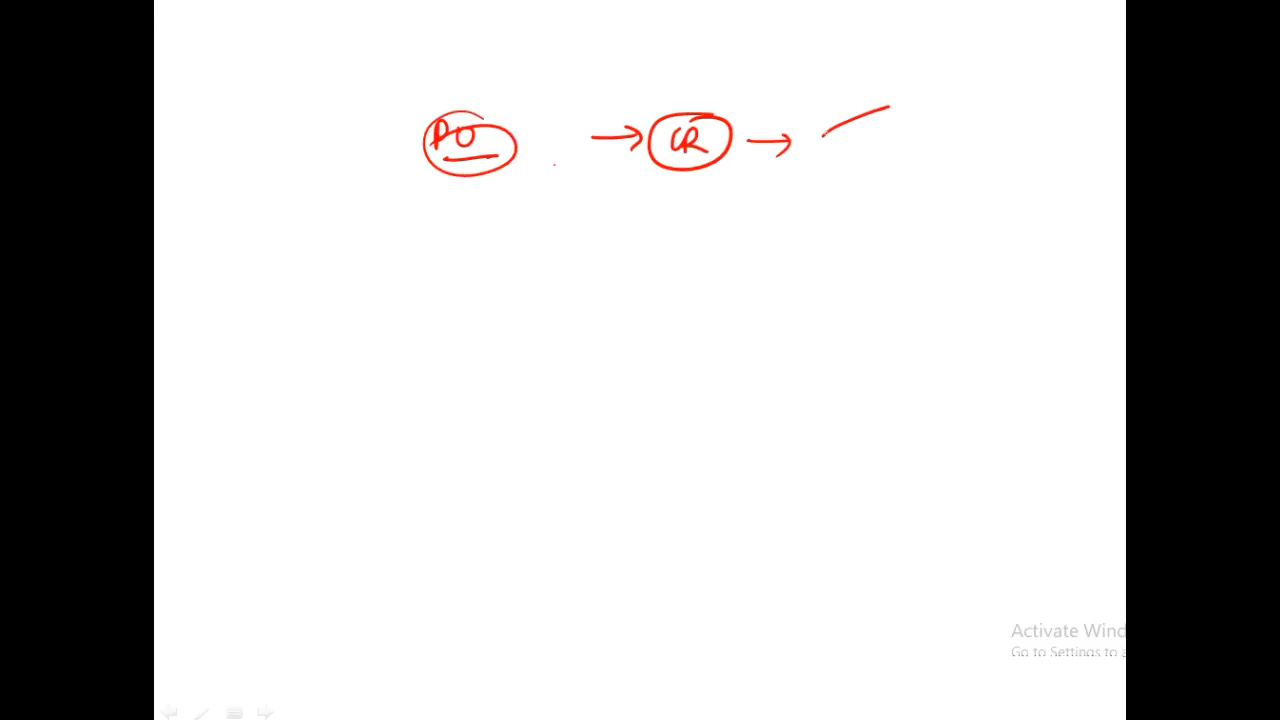 PO → CR →
Activate Wind
Go to Settings to a